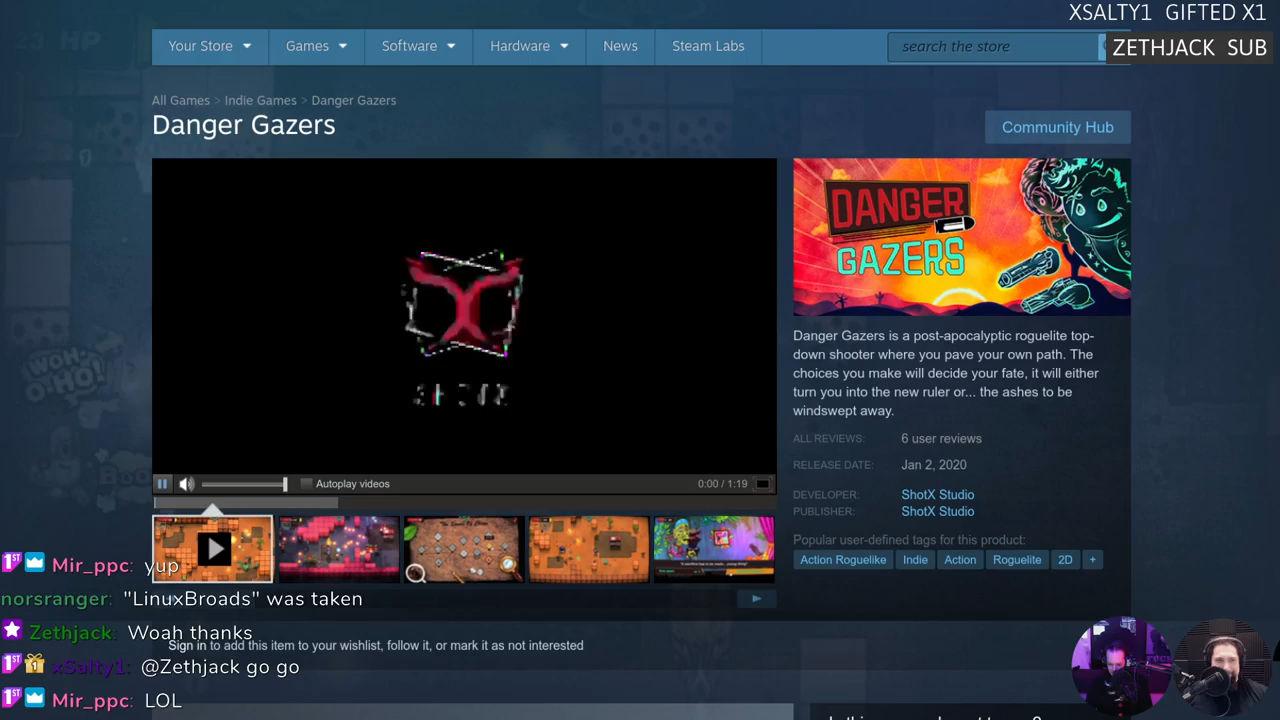 XSALTY1 GIFTED X1
ZETHJACK SUB
Your Store
Games
Software
Hardware
News
Steam Labs
search the store
23 HP
All Games > Indie Games > Danger Gazers
Danger Gazers
Community Hub
DANGER
GAZERS
Danger Gazers is a post-apocalyptic roguelite top-
down shooter where you pave your own path. The
choices you make will decide your fate, it will either
turn you into the new ruler or... the ashes to be
windswept away.
ALL REVIEWS: 6 user reviews
RELEASE DATE: Jan 2, 2020
DEVELOPER: ShotX Studio
PUBLISHER: ShotX Studio
Popular user-defined tags for this product:
Action Roguelike
Indie
Action
Roguelite
2D
+
Autoplay videos
0:00 / 1:19
WOH!
O-HO!
Mir_ppc: yup
norsranger: "LinuxBroads" was taken
Zethjack: Woah thanks
Sign in to add this item to your wishlist, follow it, or mark it as not interested
xSalty1: @Zethjack go go
Mir_ppc: LOL